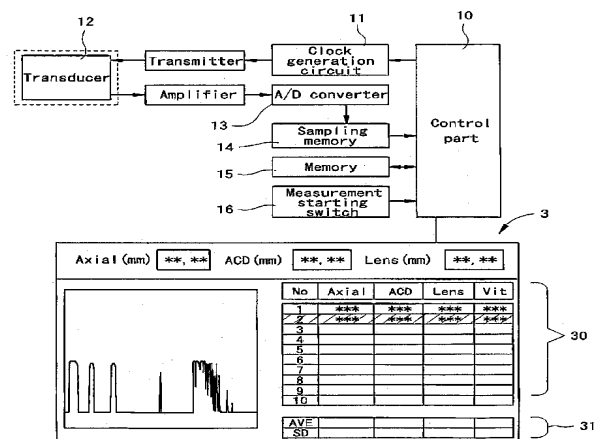 12
11
10
Transducer
Transmitter
Clock generation circuit
Amplifier
A/D converter
13
Control part
Sampling memory
14
Memory
15
Measurement starting switch
16
3
Axial (mm) **.** ACD (mm) **.** Lens (mm) **.**
No Axial ACD Lens Vit
1 *** *** *** ***
2 *** *** *** ***
3
4
5
6
7
8
9
10
30
AVE
SD
31